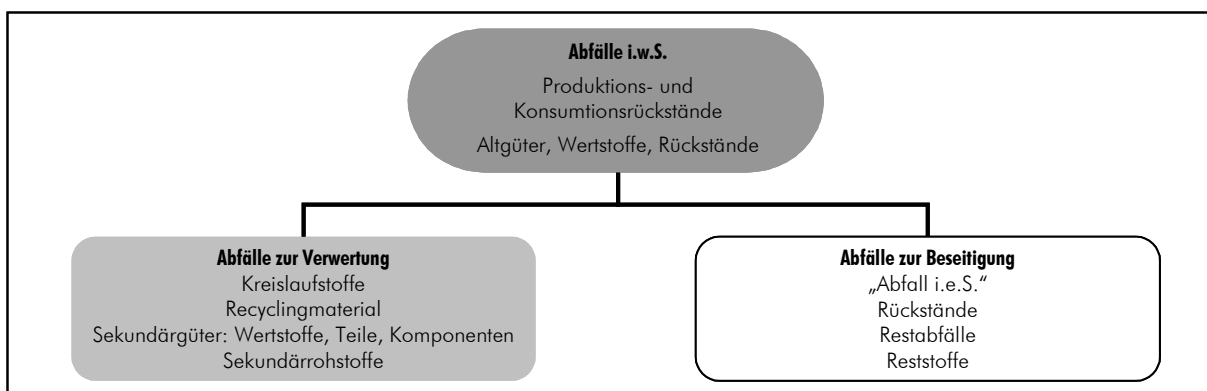 Abfälle i.w.S.
Produktions- und
Konsumtionsrückstände
Altgüter, Wertstoffe, Rückstände
Abfälle zur Verwertung
Kreislaufstoffe
Recyclingmaterial
Sekundärgüter: Wertstoffe, Teile, Komponenten
Sekundärrohstoffe
Abfälle zur Beseitigung
„Abfall i.e.S.“
Rückstände
Restabfälle
Reststoffe